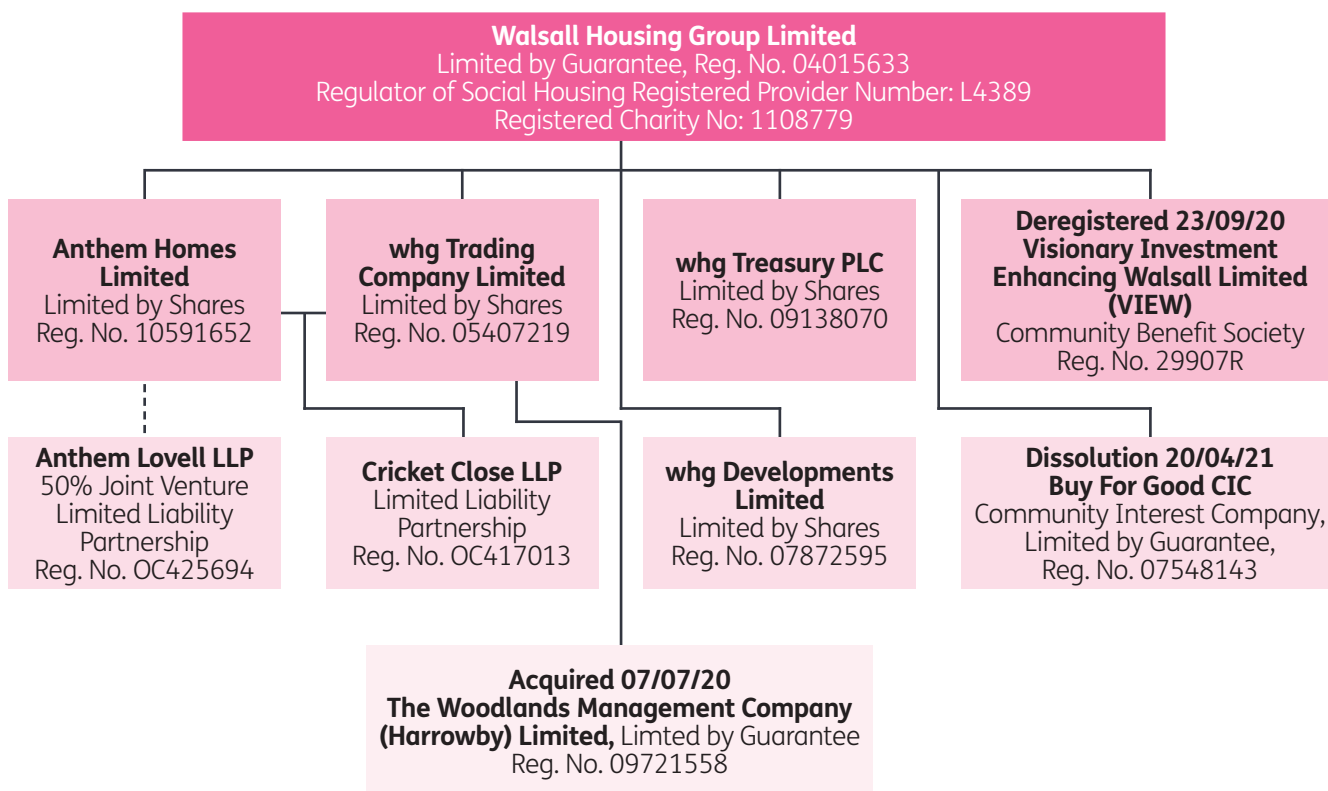 Walsall Housing Group Limited
Limited by Guarantee, Reg. No. 04015633
Regulator of Social Housing Registered Provider Number: L4389
Registered Charity No: 1108779
Anthem Homes
Limited
Limited by Shares
Reg. No. 10591652
whg Trading
Company Limited
Limited by Shares
Reg. No. 05407219
whg Treasury PLC
Limited by Shares
Reg. No. 09138070
Deregistered 23/09/20
Visionary Investment
Enhancing Walsall Limited
(VIEW)
Community Benefit Society
Reg. No. 29907R
Anthem Lovell LLP
50% Joint Venture
Limited Liability
Partnership
Reg. No. OC425694
Cricket Close LLP
Limited Liability
Partnership
Reg. No. OC417013
whg Developments
Limited
Limited by Shares
Reg. No. 07872595
Dissolution 20/04/21
Buy For Good CIC
Community Interest Company,
Limited by Guarantee,
Reg. No. 07548143
Acquired 07/07/20
The Woodlands Management Company
(Harrowby) Limited, Limted by Guarantee
Reg. No. 09721558